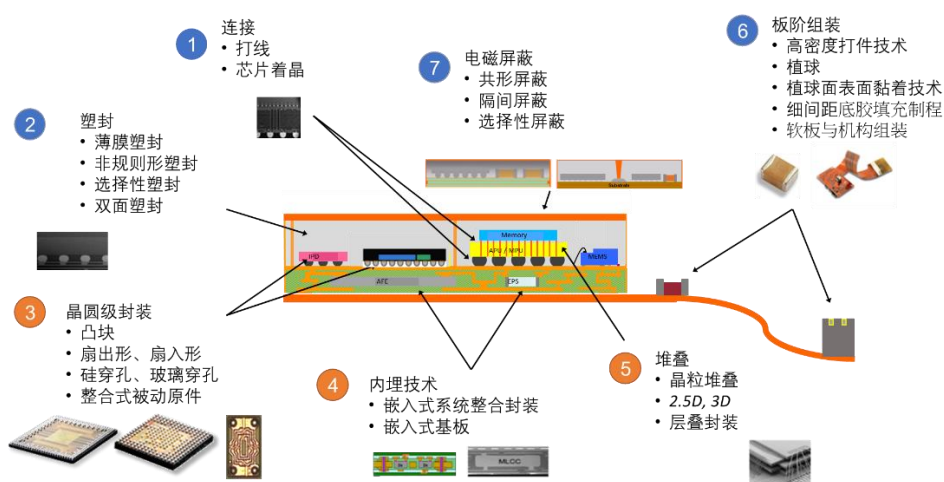 1
连接
• 打线
• 芯片着晶
2
塑封
• 薄膜塑封
• 非规则形塑封
• 选择性塑封
• 双面塑封
7
电磁屏蔽
• 共形屏蔽
• 隔间屏蔽
• 选择性屏蔽
6
板阶组装
• 高密度打件技术
• 植球
• 植球面表面黏着技术
• 细间距底胶填充制程
• 软板与机构组装
Substrate
Memory
APU / MPU
IPD
MEMS
AFE
CPS
3
晶圆级封装
• 凸块
• 扇出形、扇入形
• 硅穿孔、玻璃穿孔
• 整合式被动原件
4
内埋技术
• 嵌入式系统整合封装
• 嵌入式基板
MLCC
5
堆叠
• 晶粒堆叠
• 2.5D, 3D
• 层叠封装